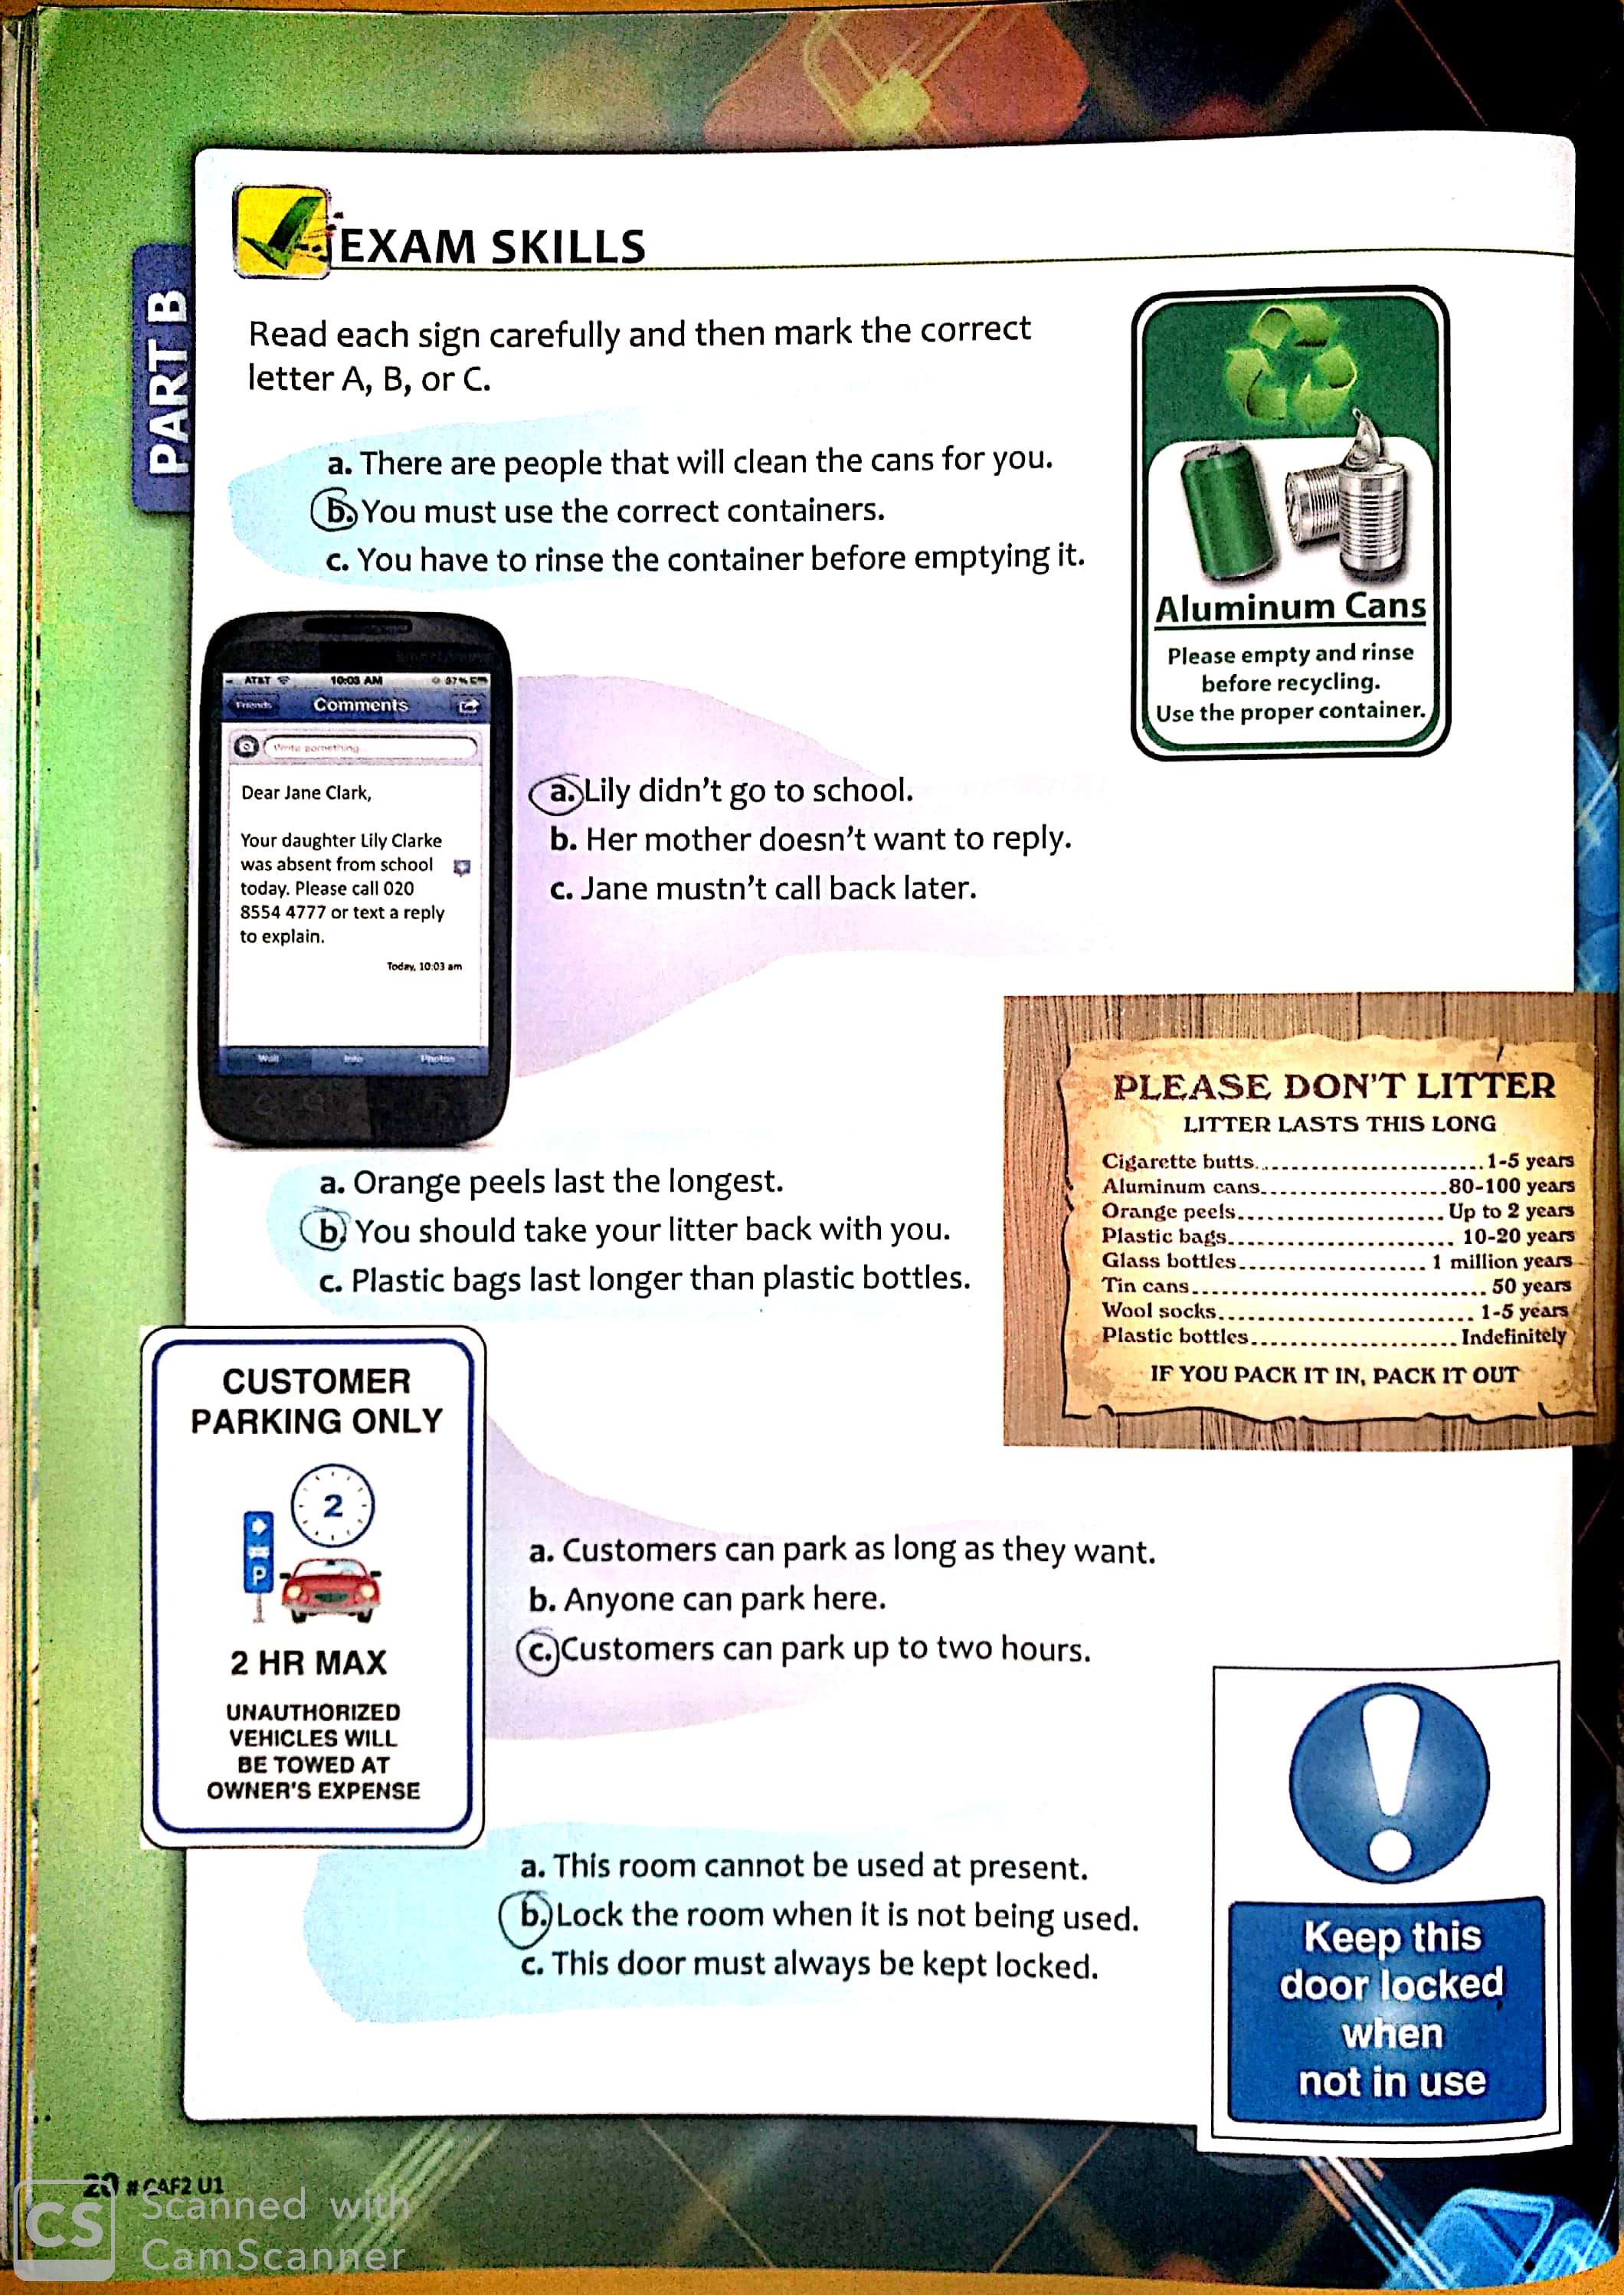 PART B
EXAM SKILLS
Read each sign carefully and then mark the correct
letter A, B, or C.
a. There are people that will clean the cans for you.
b. You must use the correct containers.
c. You have to rinse the container before emptying it.
Aluminum Cans
Please empty and rinse
before recycling.
Use the proper container.
AT&T 10:03 AM 87%
Friends Comments
Write something...
Dear Jane Clark,
Your daughter Lily Clarke
was absent from school
today. Please call 020
8554 4777 or text a reply
to explain.
Today, 10:03 am
Wall Info Photos
a. Lily didn't go to school.
b. Her mother doesn't want to reply.
c. Jane mustn't call back later.
PLEASE DON'T LITTER
LITTER LASTS THIS LONG
Cigarette butts........................1-5 years
Aluminum cans...................80-100 years
Orange peels......................Up to 2 years
Plastic bags........................ 10-20 years
Glass bottles.................... 1 million years
Tin cans............................... 50 years
Wool socks........................... 1-5 years
Plastic bottles......................Indefinitely
IF YOU PACK IT IN, PACK IT OUT
a. Orange peels last the longest.
b. You should take your litter back with you.
c. Plastic bags last longer than plastic bottles.
CUSTOMER
PARKING ONLY
2
P
2 HR MAX
UNAUTHORIZED
VEHICLES WILL
BE TOWED AT
OWNER'S EXPENSE
a. Customers can park as long as they want.
b. Anyone can park here.
c. Customers can park up to two hours.
a. This room cannot be used at present.
b. Lock the room when it is not being used.
c. This door must always be kept locked.
Keep this
door locked
when
not in use
20 # CAF2 U1
CS Scanned with
CamScanner